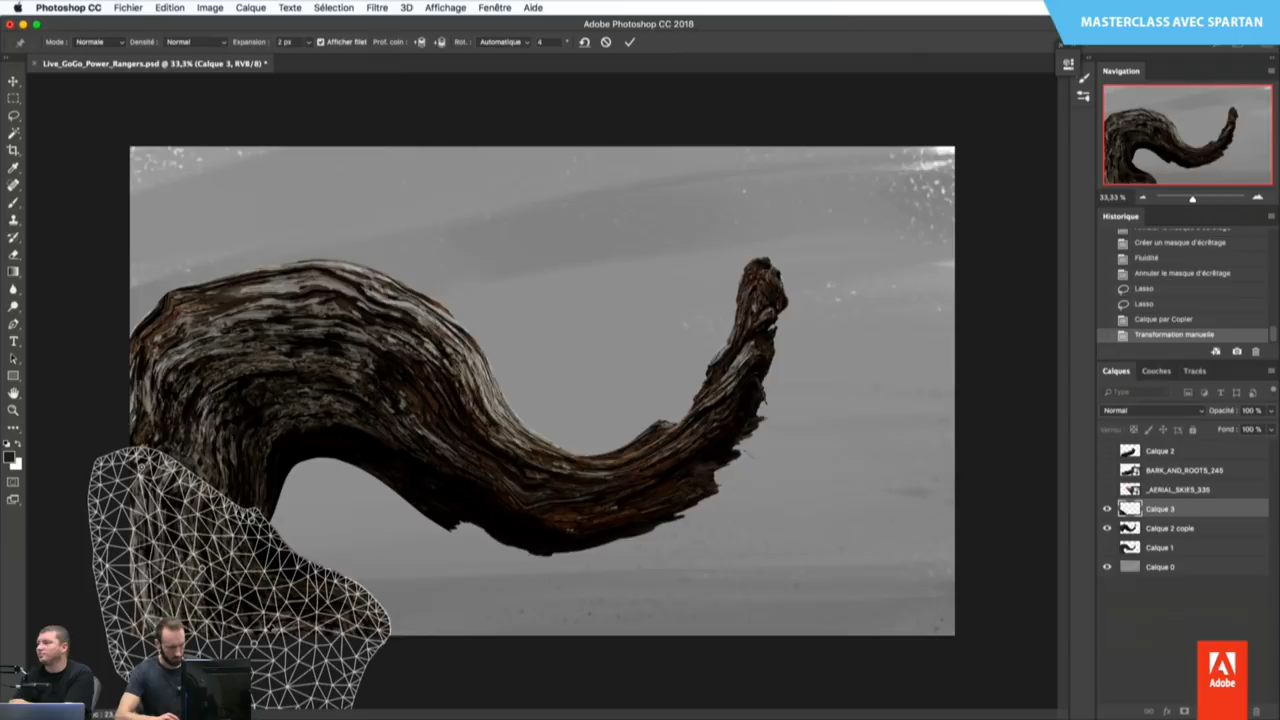 Photoshop CC Fichier Edition Image Calque Texte Sélection Filtre 3D Affichage Fenêtre Aide
Adobe Photoshop CC 2018
MASTERCLASS AVEC SPARTAN
Mode : Normale Densité : Normal Expansion : 2 px Afficher filet Prof. coin : Rot. : Automatique 4 °
Live_GoGo_Power_Rangers.psd @ 33,3% (Calque 3, RVB/8) *
Navigation
33,33 %
Historique
Créer un masque d'écrêtage
Fluidité
Annuler le masque d'écrêtage
Lasso
Lasso
Calque par Copier
Transformation manuelle
Calques Couches Tracés
Type
Normal Opacité : 100 %
Fond : 100 %
Calque 2
BARK_AND_ROOTS_245
_AERIAL_SKIES_335
Calque 3
Calque 2 copie
Calque 1
Calque 0
Adobe